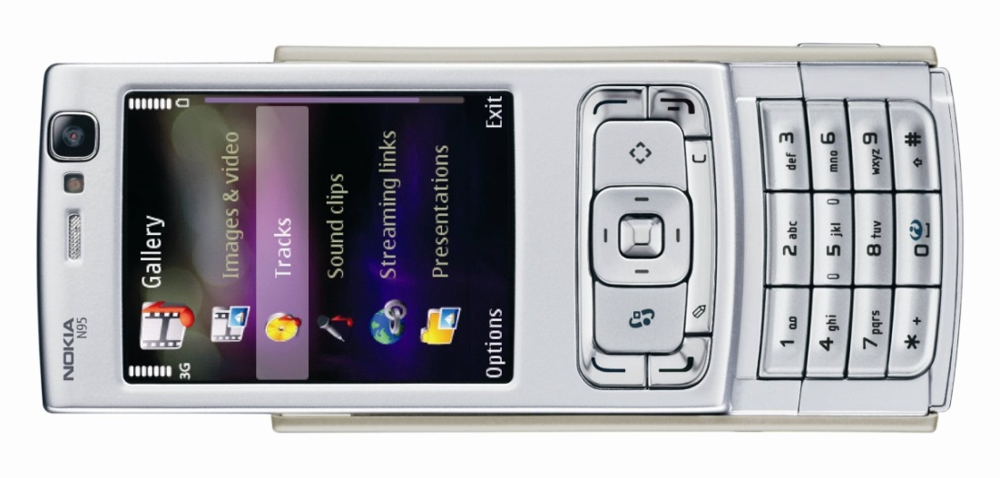 NOKIA
N95
3G
Gallery
Images & video
Tracks
Sound clips
Streaming links
Presentations
Options
Exit
C
1
2 abc
def 3
4 ghi
5 jkl
mno 6
7 pqrs
8 tuv
wxyz 9
* +
0
#